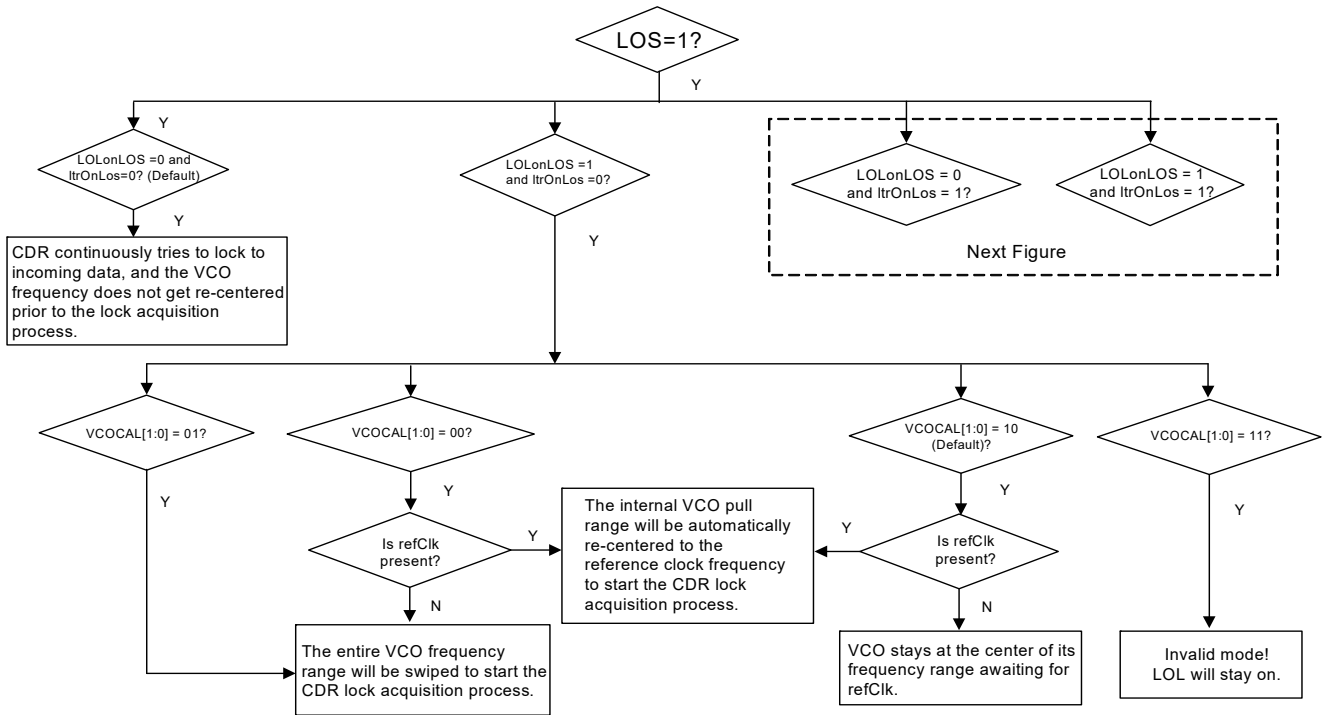 LOS=1?
Y
Y
LOLonLOS =0 and
ltrOnLos=0? (Default)
LOLonLOS =1
and ltrOnLos =0?
LOLonLOS = 0
and ltrOnLos = 1?
LOLonLOS = 1
and ltrOnLos = 1?
Next Figure
Y
Y
CDR continuously tries to lock to
incoming data, and the VCO
frequency does not get re-centered
prior to the lock acquisition
process.
VCOCAL[1:0] = 01?
VCOCAL[1:0] = 00?
VCOCAL[1:0] = 10
(Default)?
VCOCAL[1:0] = 11?
Y
Y
Y
Y
Is refClk
present?
Y
The internal VCO pull
range will be automatically
re-centered to the
reference clock frequency
to start the CDR lock
acquisition process.
Y
Is refClk
present?
N
N
The entire VCO frequency
range will be swiped to start the
CDR lock acquisition process.
VCO stays at the center of its
frequency range awaiting for
refClk.
Invalid mode!
LOL will stay on.